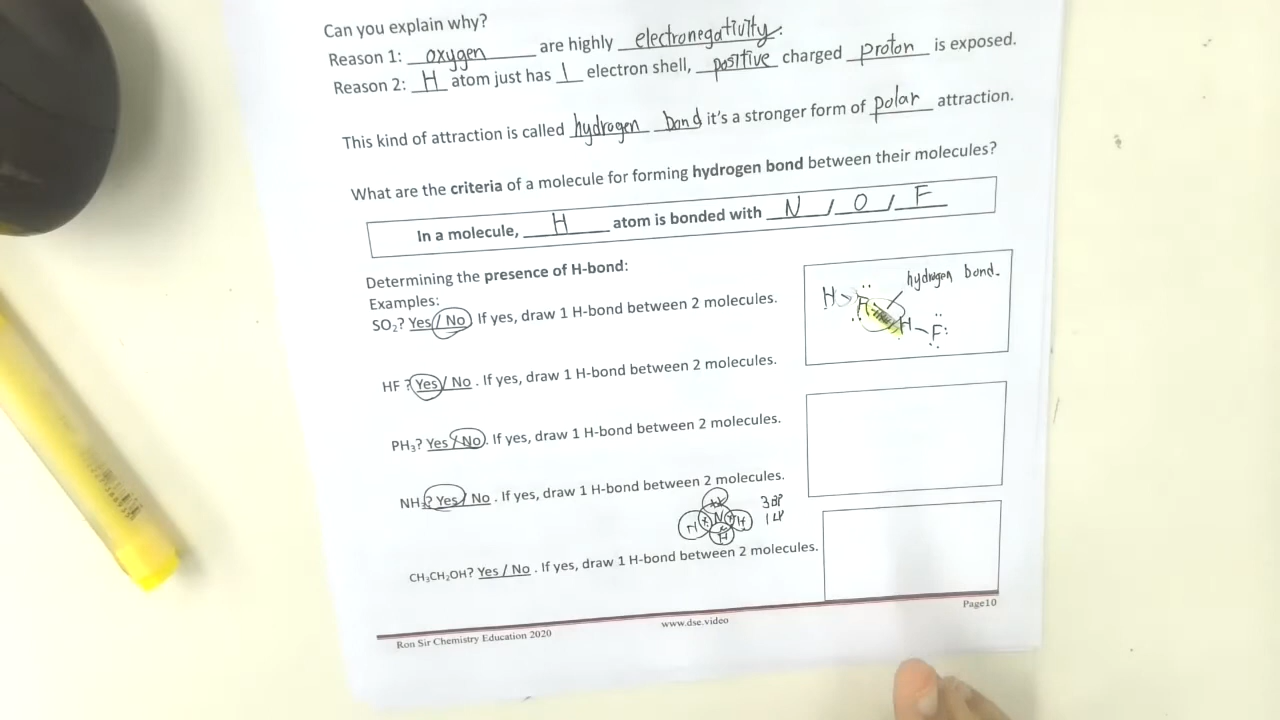 Can you explain why?
Reason 1: oxygen are highly electronegativity.
Reason 2: H atom just has 1 electron shell, positive charged proton is exposed.
This kind of attraction is called hydrogen bond it's a stronger form of polar attraction.
What are the criteria of a molecule for forming hydrogen bond between their molecules?
In a molecule, H atom is bonded with N / O / F
Determining the presence of H-bond:
Examples:
hydrogen bond.
H F H F
SO₂? Yes / No If yes, draw 1 H-bond between 2 molecules.
HF ? Yes / No . If yes, draw 1 H-bond between 2 molecules.
PH₃? Yes / No. If yes, draw 1 H-bond between 2 molecules.
NH₃? Yes / No . If yes, draw 1 H-bond between 2 molecules.
3BP
1LP
H N H
H
CH₃CH₂OH? Yes / No . If yes, draw 1 H-bond between 2 molecules.
Ron Sir Chemistry Education 2020 www.dse.video Page10